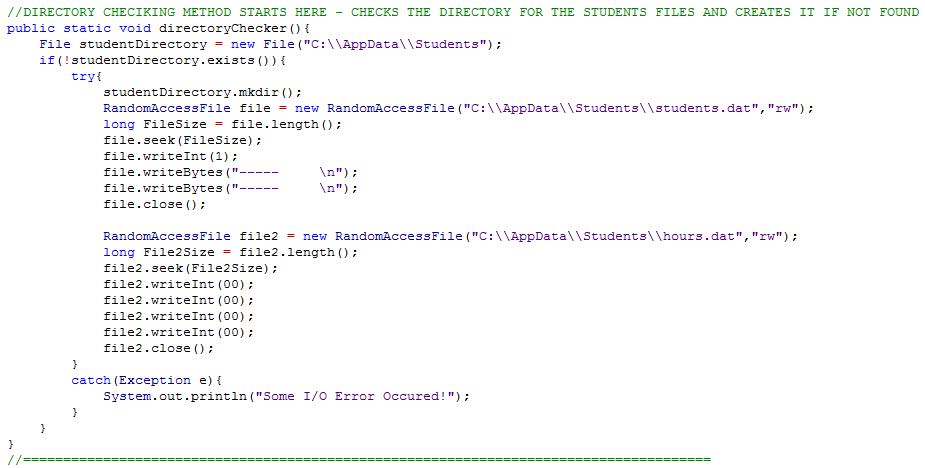 //DIRECTORY CHECIKING METHOD STARTS HERE - CHECKS THE DIRECTORY FOR THE STUDENTS FILES AND CREATES IT IF NOT FOUND
public static void directoryChecker(){
    File studentDirectory = new File("C:\\AppData\\Students");
    if(!studentDirectory.exists()){
        try{
            studentDirectory.mkdir();
            RandomAccessFile file = new RandomAccessFile("C:\\AppData\\Students\\students.dat","rw");
            long FileSize = file.length();
            file.seek(FileSize);
            file.writeInt(1);
            file.writeBytes("-----     \n");
            file.writeBytes("-----     \n");
            file.close();

            RandomAccessFile file2 = new RandomAccessFile("C:\\AppData\\Students\\hours.dat","rw");
            long File2Size = file2.length();
            file2.seek(File2Size);
            file2.writeInt(00);
            file2.writeInt(00);
            file2.writeInt(00);
            file2.writeInt(00);
            file2.close();
        }
        catch(Exception e){
            System.out.println("Some I/O Error Occured!");
        }
    }
}
//======================================================================================